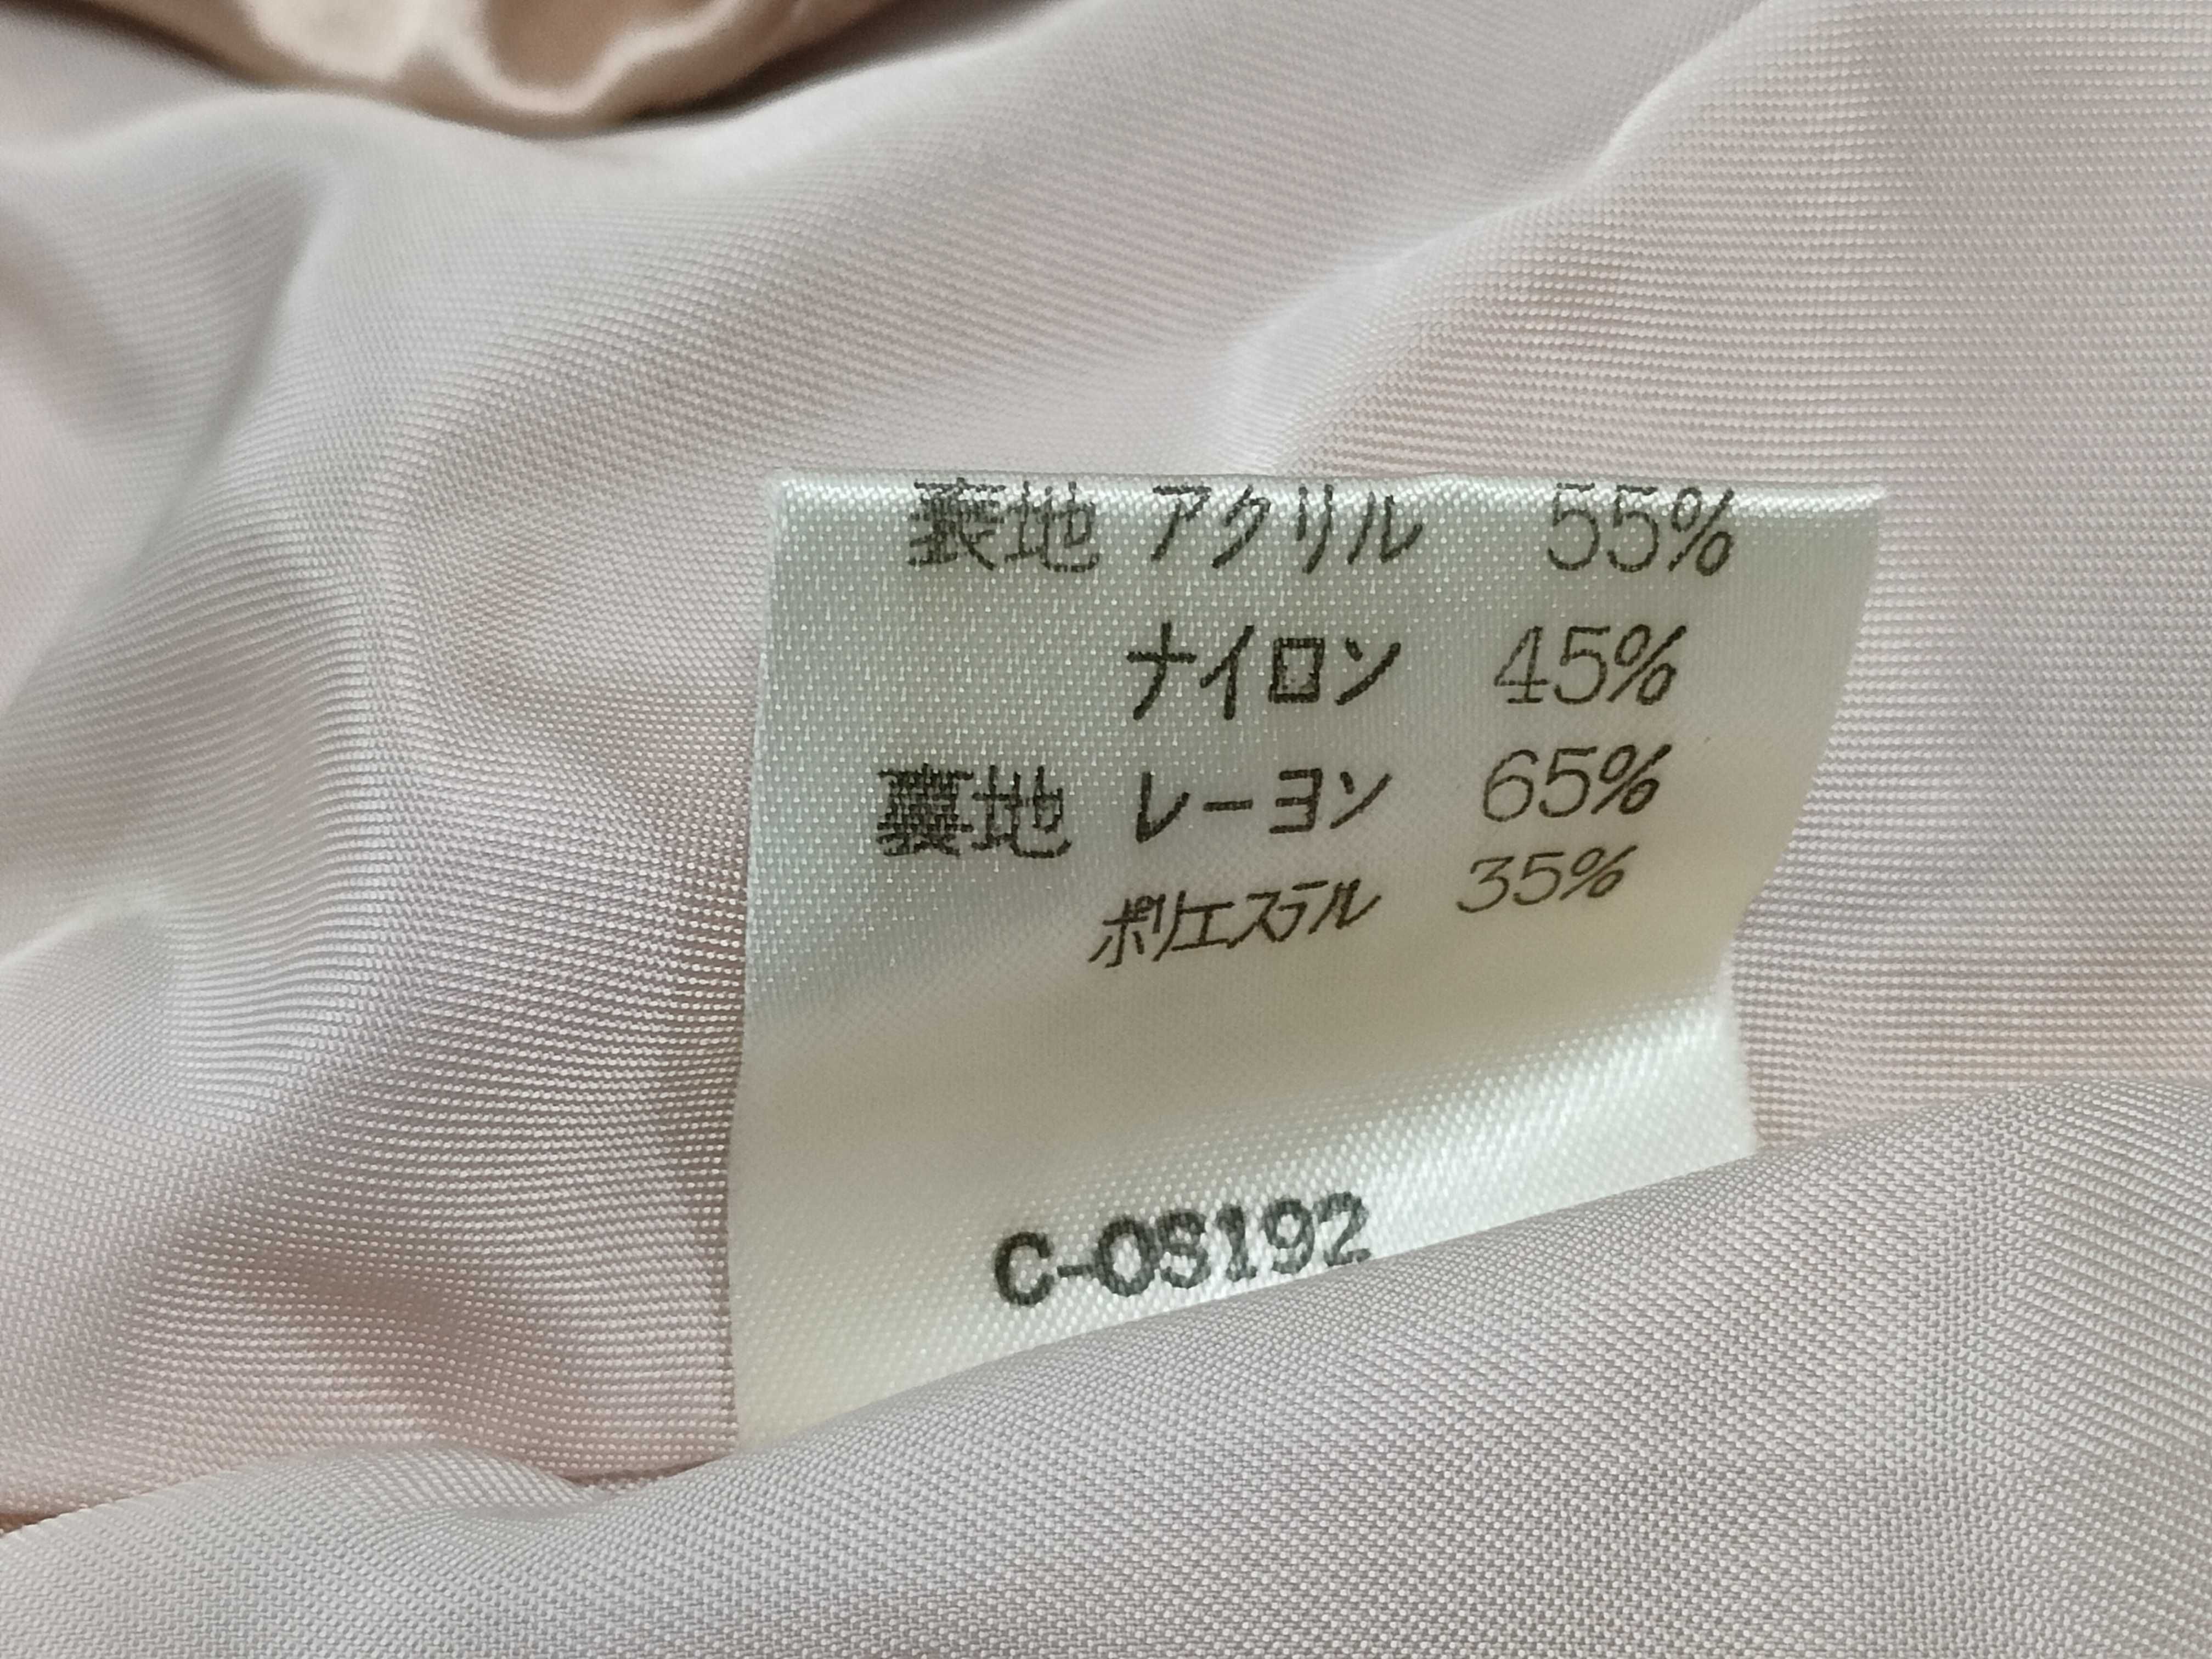 表地 アクリル 55%
ナイロン 45%
裏地 レーヨン 65%
ポリエステル 35%
C-OS192